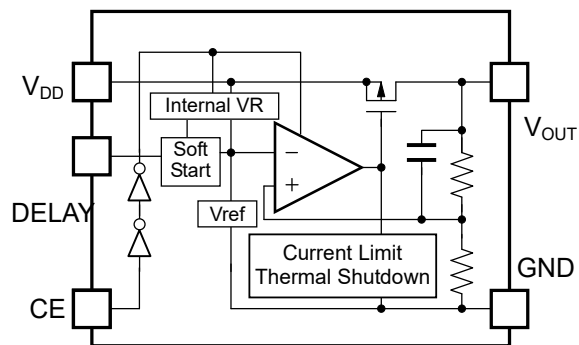 V_DD
Internal VR
V_OUT
Soft
Start
−
+
DELAY
Vref
Current Limit
Thermal Shutdown
GND
CE